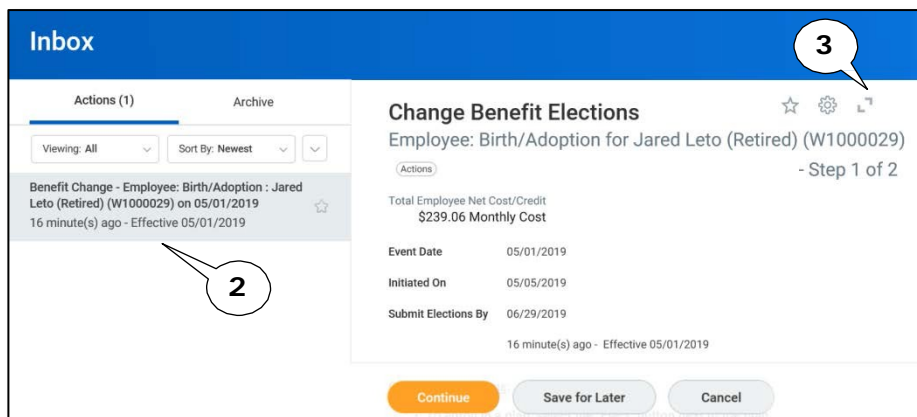 Inbox
3
Actions (1)
Archive
Viewing: All
Sort By: Newest
Benefit Change - Employee: Birth/Adoption : Jared
Leto (Retired) (W1000029) on 05/01/2019
16 minute(s) ago - Effective 05/01/2019
2
Change Benefit Elections
Employee: Birth/Adoption for Jared Leto (Retired) (W1000029)
- Step 1 of 2
Actions
Total Employee Net Cost/Credit
$239.06 Monthly Cost
Event Date 05/01/2019
Initiated On 05/05/2019
Submit Elections By 06/29/2019
16 minute(s) ago - Effective 05/01/2019
Continue
Save for Later
Cancel